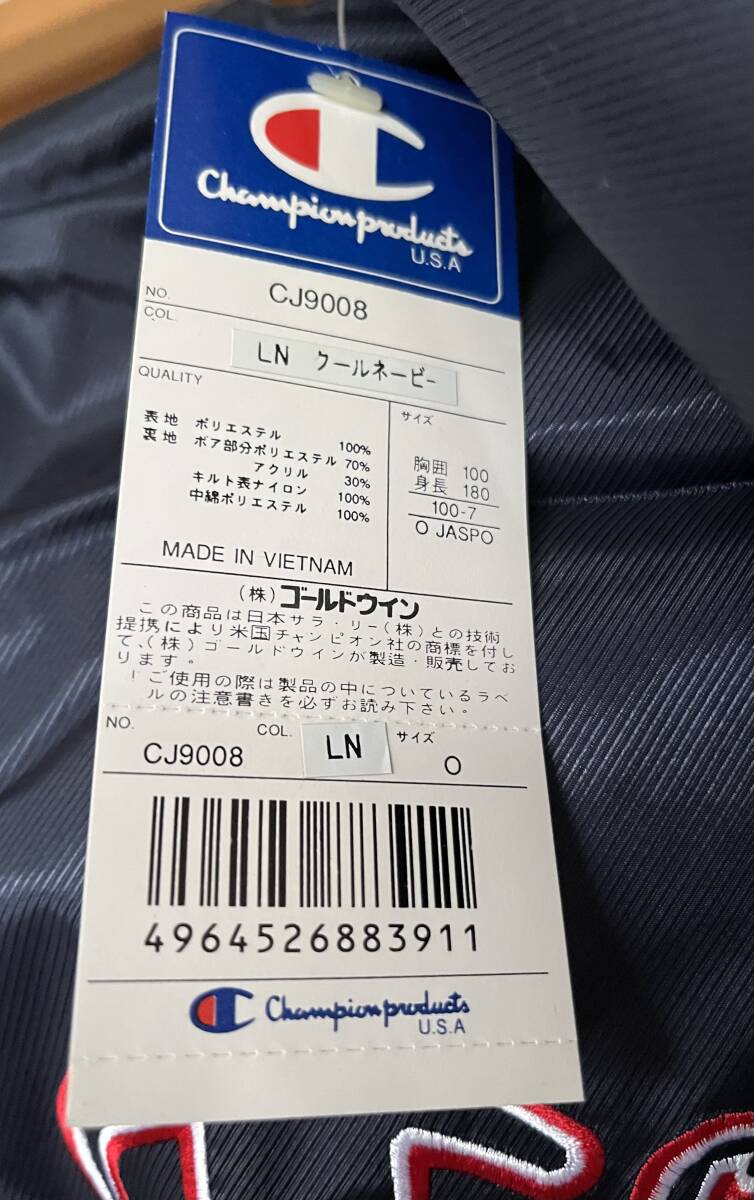 Champion products
U.S.A
NO. CJ9008
COL. LN クールネービー
QUALITY
表地 ポリエステル 100%
裏地 ボア部分ポリエステル 70%
アクリル 30%
キルト表ナイロン 100%
中綿ポリエステル 100%
サイズ
胸囲 100
身長 180
100-7
O JASPO
MADE IN VIETNAM
(株)ゴールドウイン
この商品は日本サラ・リー(株)との技術
提携により米国チャンピオン社の商標を付し
て、(株)ゴールドウインが製造・販売してお
ります。
「ご使用の際は製品の中についているラベ
ルの注意書きを必ずお読み下さい。
NO. CJ9008 COL. LN サイズ O
4964526883911
Champion products
U.S.A